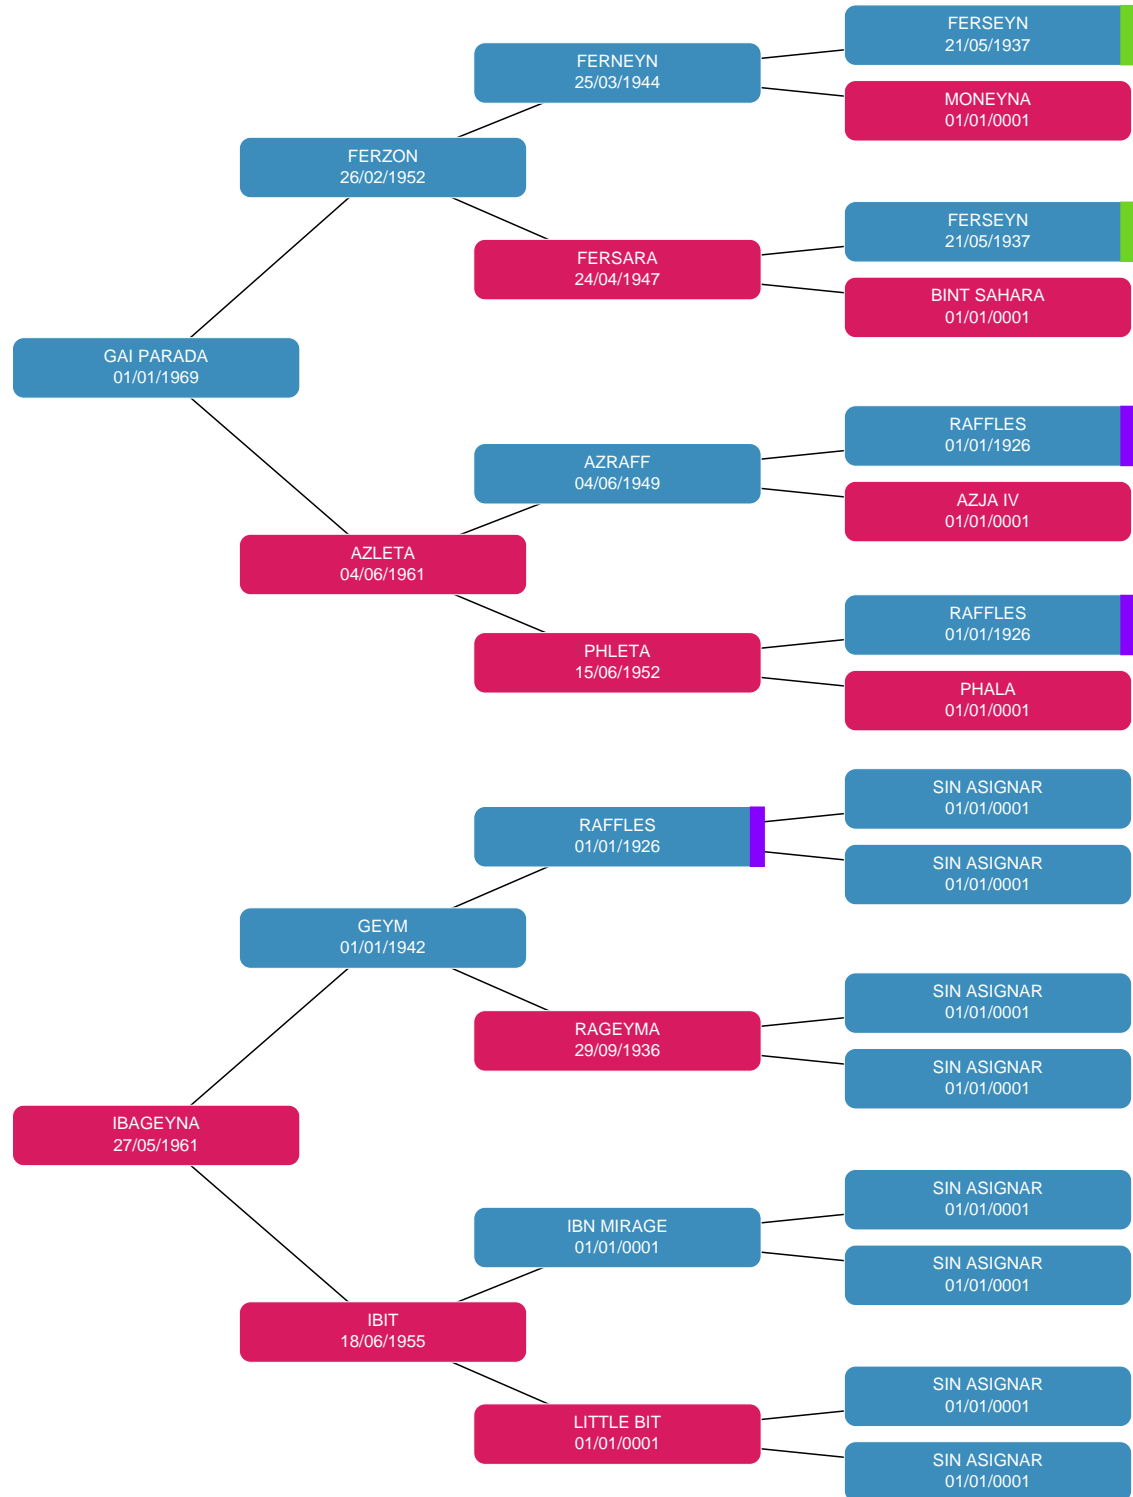 FERSEYN
21/05/1937
FERNEYN
25/03/1944
MONEYNA
01/01/0001
FERZON
26/02/1952
FERSEYN
21/05/1937
FERSARA
24/04/1947
BINT SAHARA
01/01/0001
GAI PARADA
01/01/1969
RAFFLES
01/01/1926
AZRAFF
04/06/1949
AZJA IV
01/01/0001
AZLETA
04/06/1961
RAFFLES
01/01/1926
PHLETA
15/06/1952
PHALA
01/01/0001
SIN ASIGNAR
01/01/0001
RAFFLES
01/01/1926
SIN ASIGNAR
01/01/0001
GEYM
01/01/1942
SIN ASIGNAR
01/01/0001
RAGEYMA
29/09/1936
SIN ASIGNAR
01/01/0001
IBAGEYNA
27/05/1961
SIN ASIGNAR
01/01/0001
IBN MIRAGE
01/01/0001
SIN ASIGNAR
01/01/0001
IBIT
18/06/1955
SIN ASIGNAR
01/01/0001
LITTLE BIT
01/01/0001
SIN ASIGNAR
01/01/0001